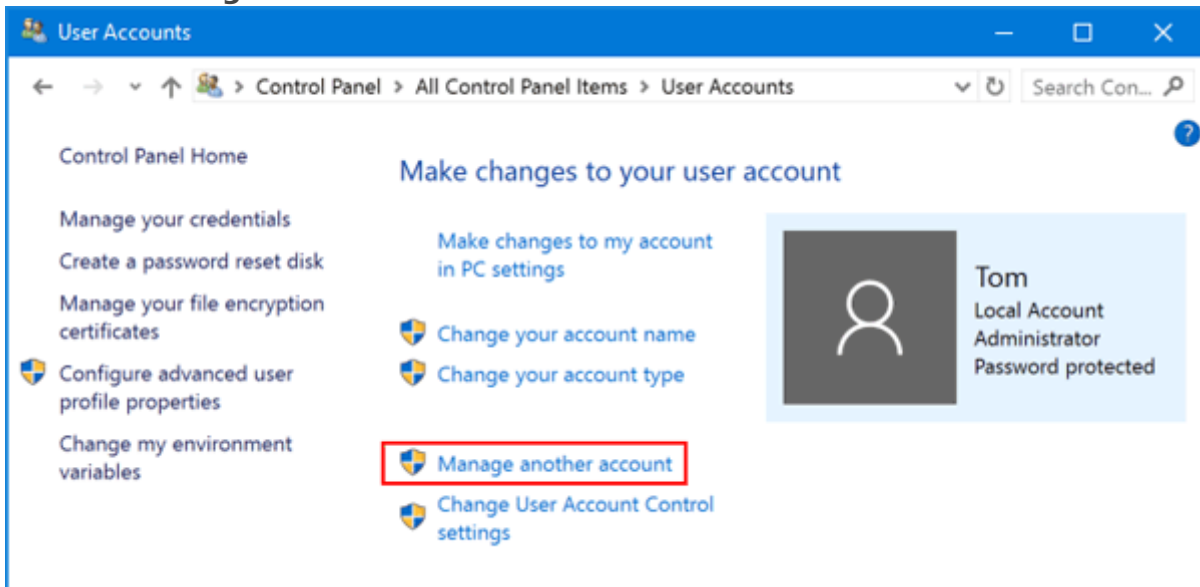 User Accounts
Control Panel > All Control Panel Items > User Accounts
Search Con...
?
Control Panel Home
Manage your credentials
Create a password reset disk
Manage your file encryption
certificates
Configure advanced user
profile properties
Change my environment
variables
Make changes to your user account
Make changes to my account
in PC settings
Change your account name
Change your account type
Manage another account
Change User Account Control
settings
Tom
Local Account
Administrator
Password protected